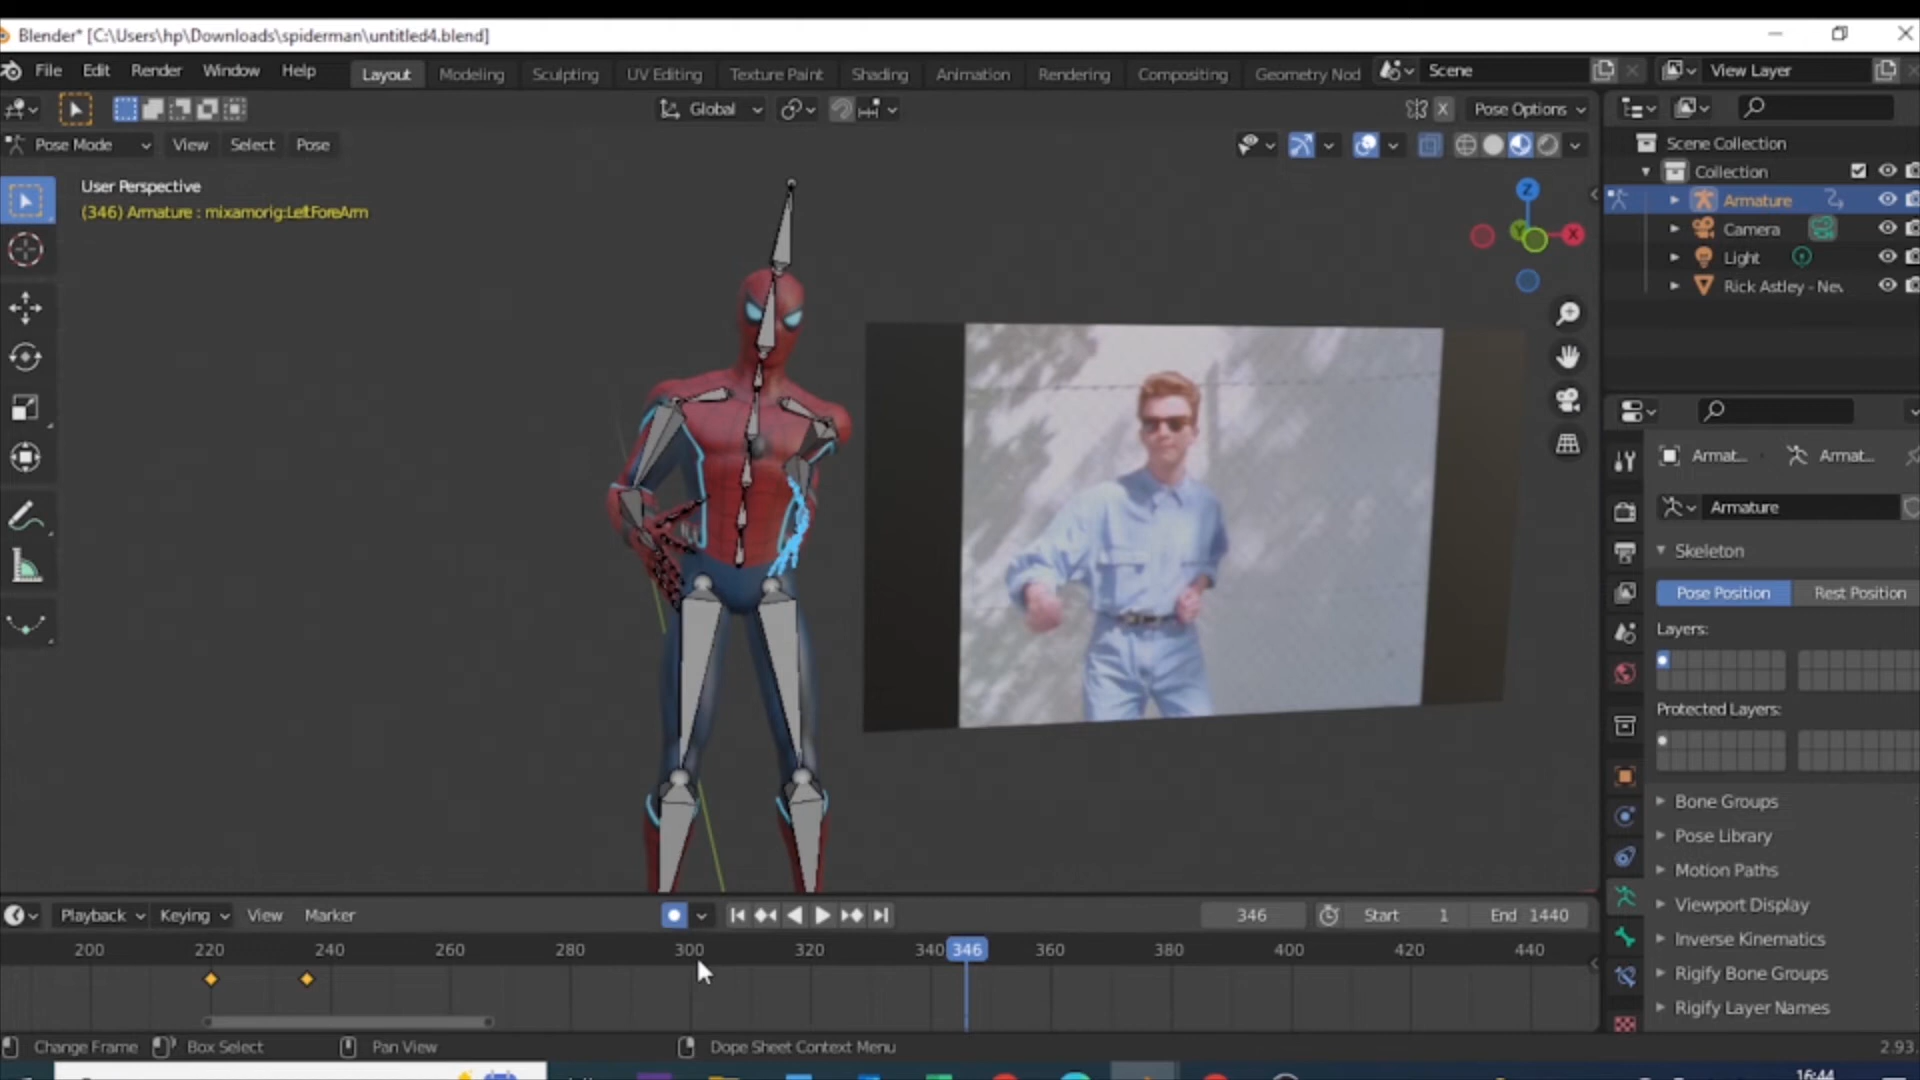 Blender* [C:\Users\hp\Downloads\spiderman\untitled4.blend]
File Edit Render Window Help Layout Modeling Sculpting UV Editing Texture Paint Shading Animation Rendering Compositing Geometry Nod Scene View Layer
Global X Pose Options
Pose Mode View Select Pose
User Perspective
(346) Armature : mixamorig:LeftForeArm
Z
Y
X
Scene Collection
Collection
Armature
Camera
Light
Rick Astley - Nev
Armat... Armat...
Armature
Skeleton
Pose Position Rest Position
Layers:
Protected Layers:
Bone Groups
Pose Library
Motion Paths
Viewport Display
Inverse Kinematics
Rigify Bone Groups
Rigify Layer Names
Playback Keying View Marker 346 Start 1 End 1440
200 220 240 260 280 300 320 340 346 360 380 400 420 440
Change Frame Box Select Pan View Dope Sheet Context Menu 2.93.
16:44